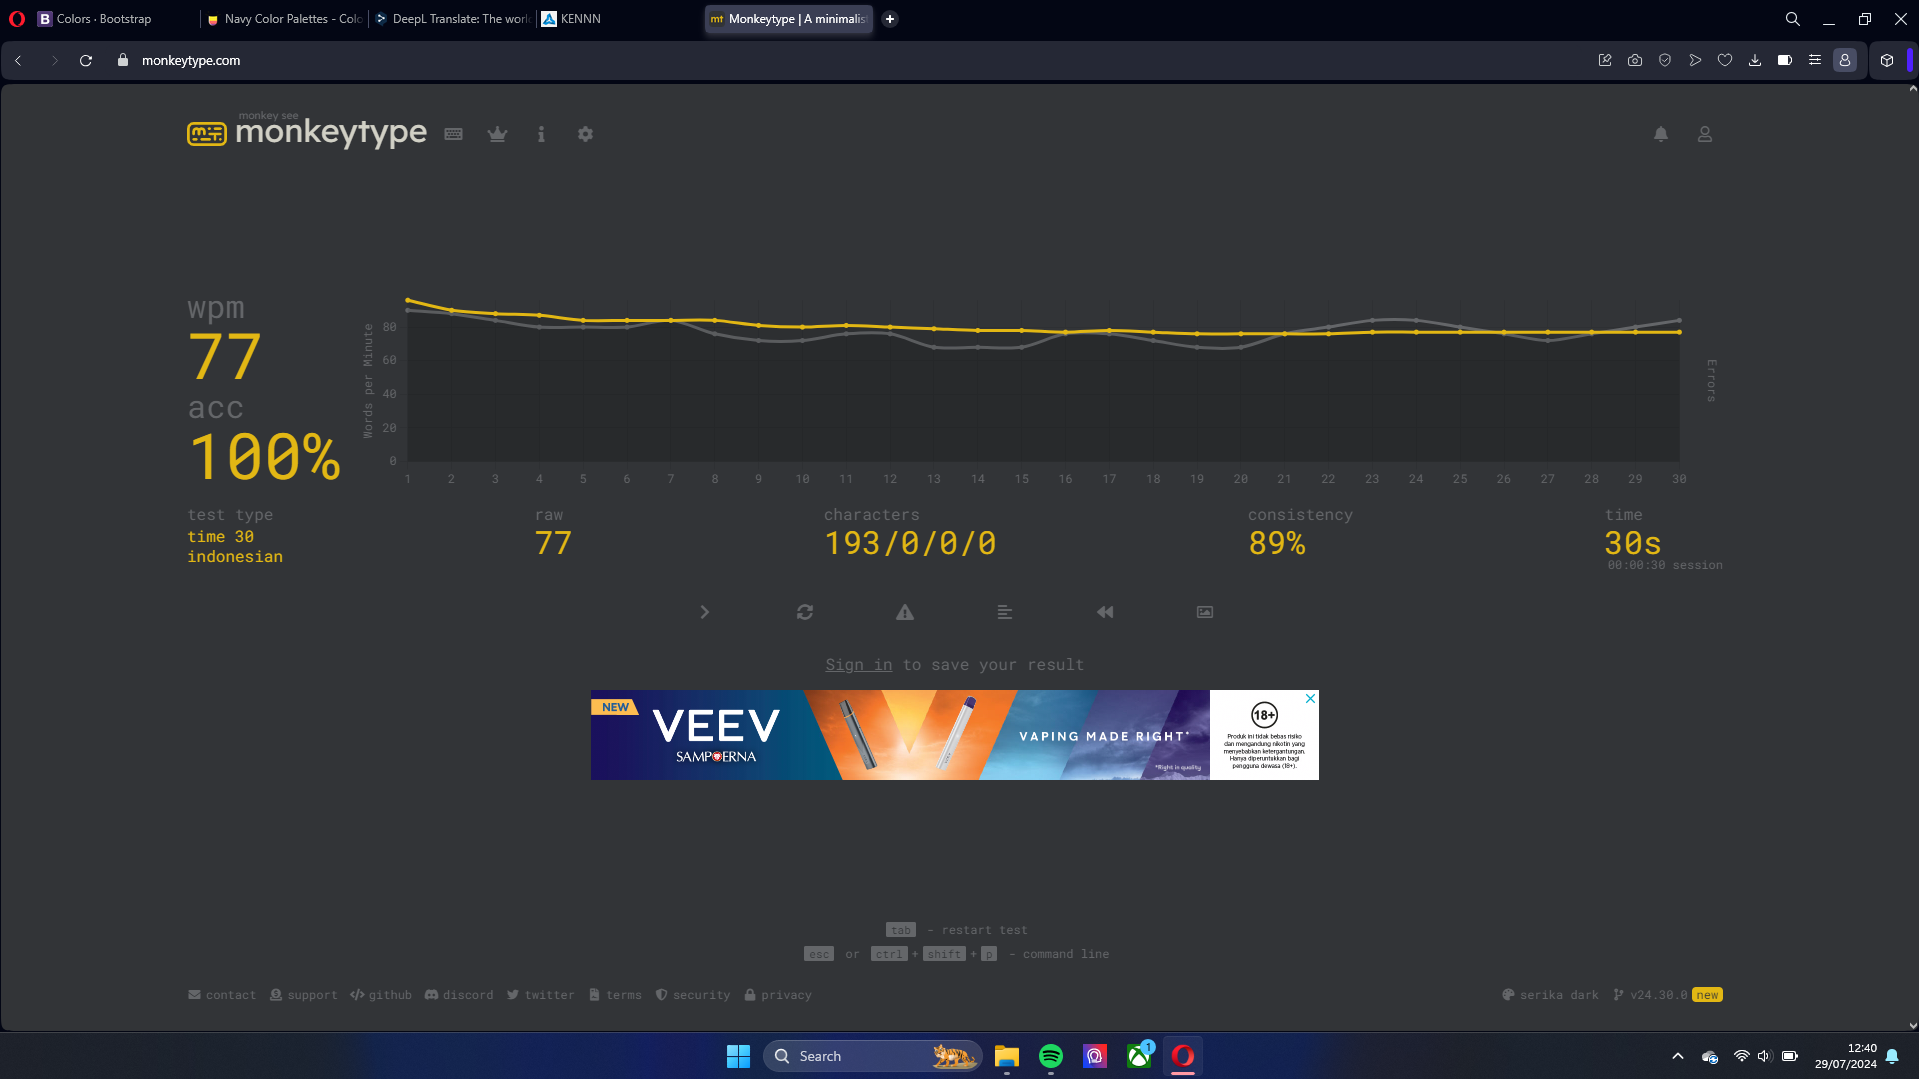 Colors · Bootstrap
Navy Color Palettes - Colo
DeepL Translate: The world
KENNN
mt Monkeytype | A minimalis
monkeytype.com
monkey see
monkeytype
wpm
77
acc
100%
Words per Minute
80
60
40
20
0
1 2 3 4 5 6 7 8 9 10 11 12 13 14 15 16 17 18 19 20 21 22 23 24 25 26 27 28 29 30
Errors
test type
time 30
indonesian
raw
77
characters
193/0/0/0
consistency
89%
time
30s
00:00:30 session
Sign in to save your result
NEW
VEEV
SAMPOERNA
VAPING MADE RIGHT*
*Right in quality
18+
Produk ini tidak bebas risiko
dan mengandung nikotin yang
menyebabkan ketergantungan.
Hanya diperuntukkan bagi
pengguna dewasa (18+).
tab - restart test
esc or ctrl + shift + p - command line
contact support github discord twitter terms security privacy
serika dark v24.30.0 new
Search
1
12:40
29/07/2024